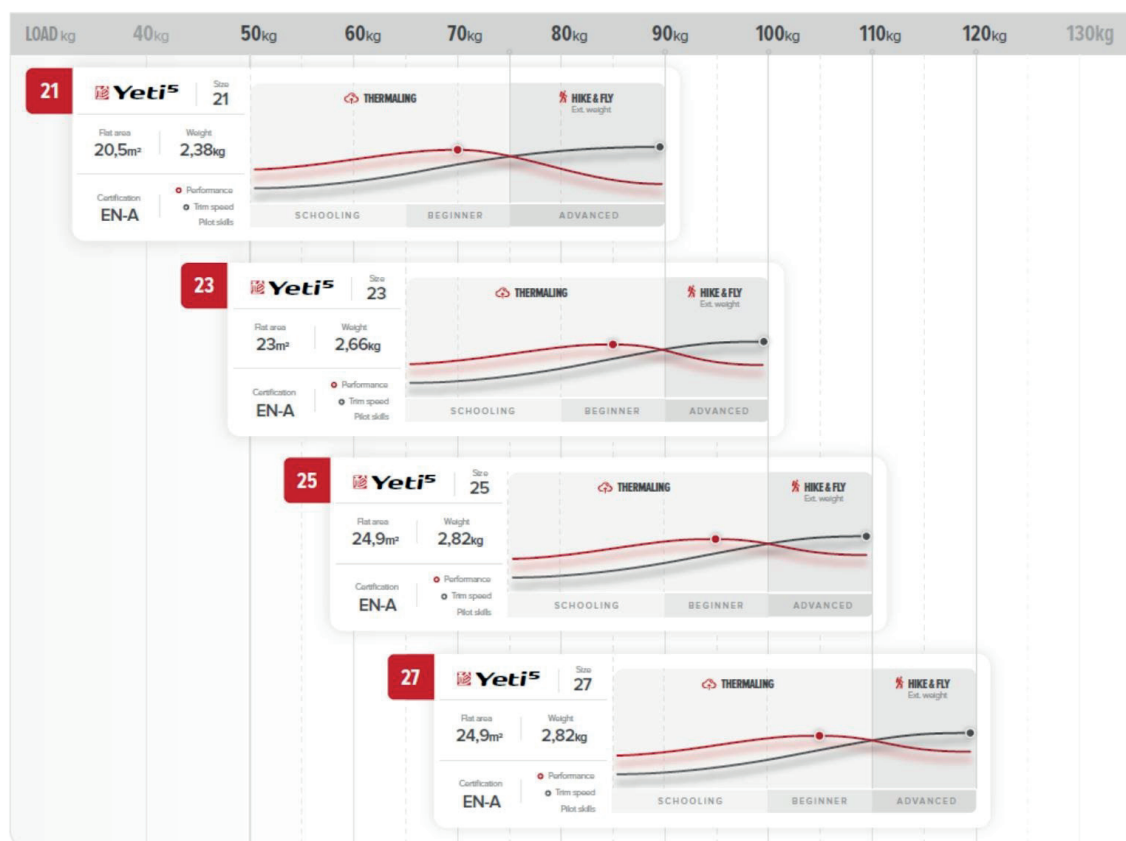 LOAD kg 40kg 50kg 60kg 70kg 80kg 90kg 100kg 110kg 120kg 130kg
21
Yeti⁵
Size
21
Flat area
20,5m²
Weight
2,38kg
Certification
EN-A
Performance
Trim speed
Pilot skills
THERMALING
HIKE & FLY
Ext. weight
SCHOOLING BEGINNER ADVANCED
23
Yeti⁵
Size
23
Flat area
23m²
Weight
2,66kg
Certification
EN-A
Performance
Trim speed
Pilot skills
THERMALING
HIKE & FLY
Ext. weight
SCHOOLING BEGINNER ADVANCED
25
Yeti⁵
Size
25
Flat area
24,9m²
Weight
2,82kg
Certification
EN-A
Performance
Trim speed
Pilot skills
THERMALING
HIKE & FLY
Ext. weight
SCHOOLING BEGINNER ADVANCED
27
Yeti⁵
Size
27
Flat area
24,9m²
Weight
2,82kg
Certification
EN-A
Performance
Trim speed
Pilot skills
THERMALING
HIKE & FLY
Ext. weight
SCHOOLING BEGINNER ADVANCED